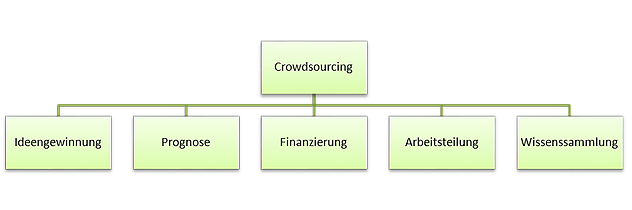 Crowdsourcing
Ideengewinnung
Prognose
Finanzierung
Arbeitsteilung
Wissenssammlung